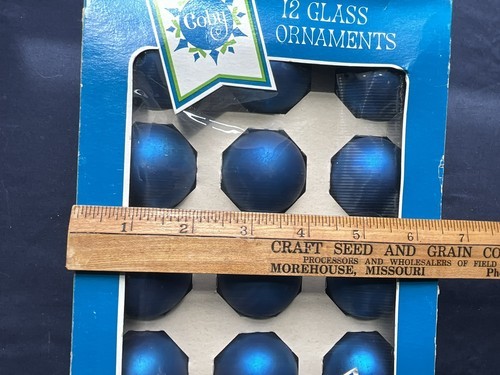 Coby
12 GLASS
ORNAMENTS
1 2 3 4 5 6 7
CRAFT SEED AND GRAIN CO
PROCESSORS AND WHOLESALERS OF FIELD
MOREHOUSE, MISSOURI Ph